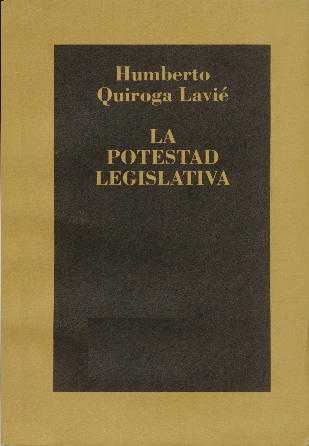 Humberto
Quiroga Lavié
LA
POTESTAD
LEGISLATIVA